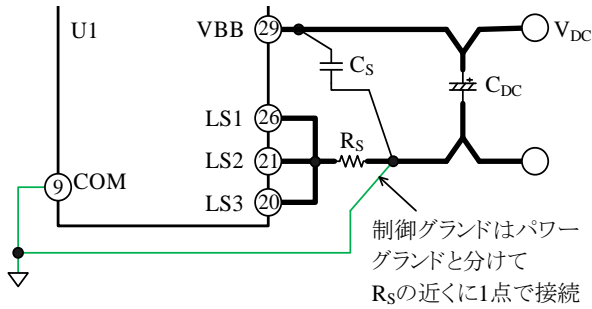 U1
VBB
29
V_DC
C_S
C_DC
LS1
26
R_S
LS2
21
9
COM
LS3
20
制御グランドはパワー
グランドと分けて
R_Sの近くに1点で接続